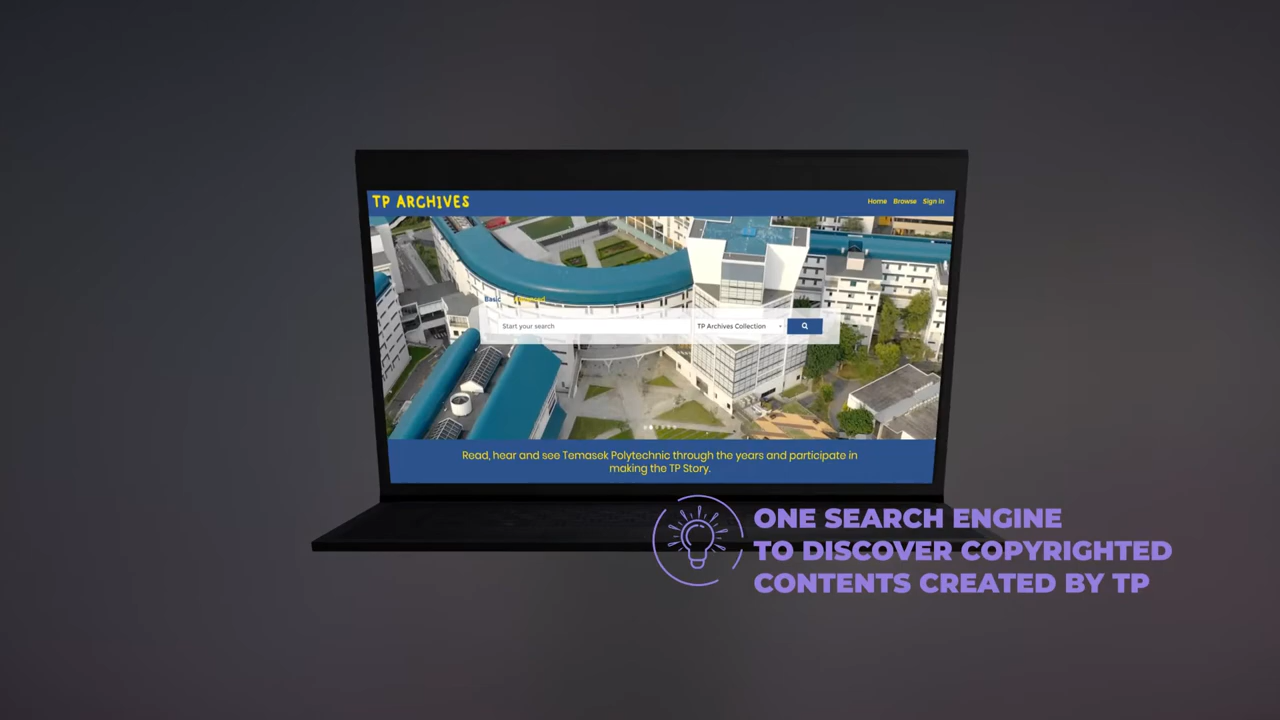 TP ARCHIVES
Home Browse Sign In
Basic Advanced
Start your search
TP Archives Collection
Read, hear and see Temasek Polytechnic through the years and participate in
making the TP Story.
ONE SEARCH ENGINE
TO DISCOVER COPYRIGHTED
CONTENTS CREATED BY TP